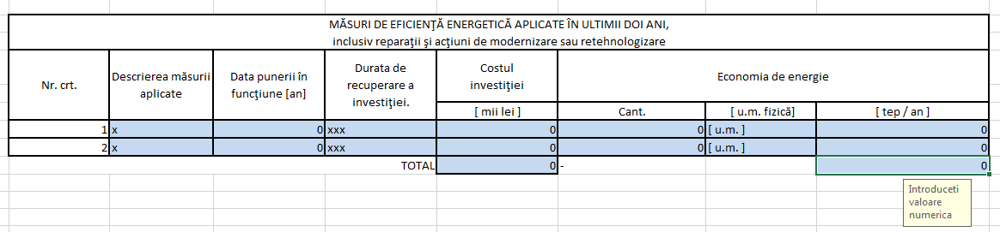 MĂSURI DE EFICIENŢĂ ENERGETICĂ APLICATE ÎN ULTIMII DOI ANI,
inclusiv reparaţii şi acţiuni de modernizare sau retehnologizare
Nr. crt.
Descrierea măsurii
aplicate
Data punerii în
funcţiune [an]
Durata de
recuperare a
investiţiei.
Costul
investiţiei
[ mii lei ]
Economia de energie
Cant.
[ u.m. fizică]
[ tep / an ]
1 x 0 xxx 0 0 [ u.m. ] 0
2 x 0 xxx 0 0 [ u.m. ] 0
TOTAL 0 - 0
Introduceti
valoare
numerica